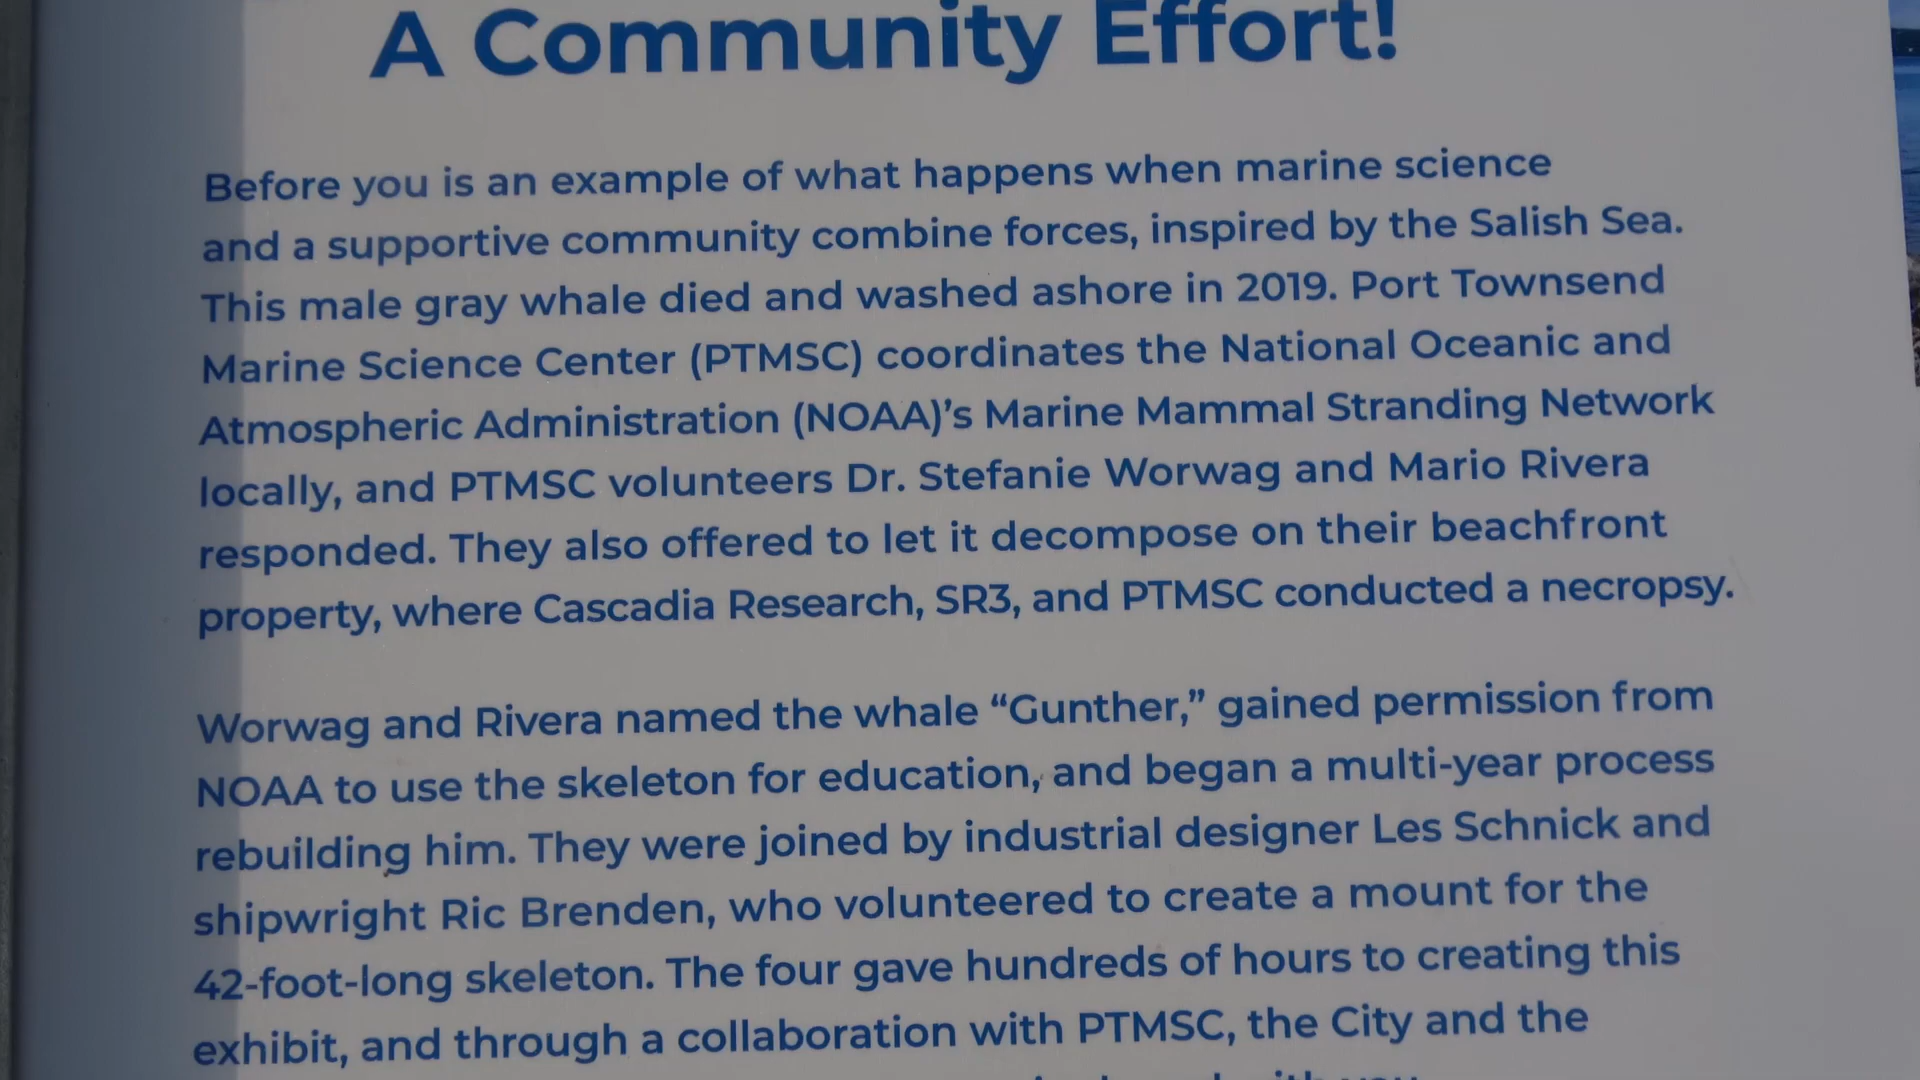 A Community Effort!
Before you is an example of what happens when marine science
and a supportive community combine forces, inspired by the Salish Sea.
This male gray whale died and washed ashore in 2019. Port Townsend
Marine Science Center (PTMSC) coordinates the National Oceanic and
Atmospheric Administration (NOAA)’s Marine Mammal Stranding Network
locally, and PTMSC volunteers Dr. Stefanie Worwag and Mario Rivera
responded. They also offered to let it decompose on their beachfront
property, where Cascadia Research, SR3, and PTMSC conducted a necropsy.
Worwag and Rivera named the whale “Gunther,” gained permission from
NOAA to use the skeleton for education, and began a multi-year process
rebuilding him. They were joined by industrial designer Les Schnick and
shipwright Ric Brenden, who volunteered to create a mount for the
42-foot-long skeleton. The four gave hundreds of hours to creating this
exhibit, and through a collaboration with PTMSC, the City and the
with you